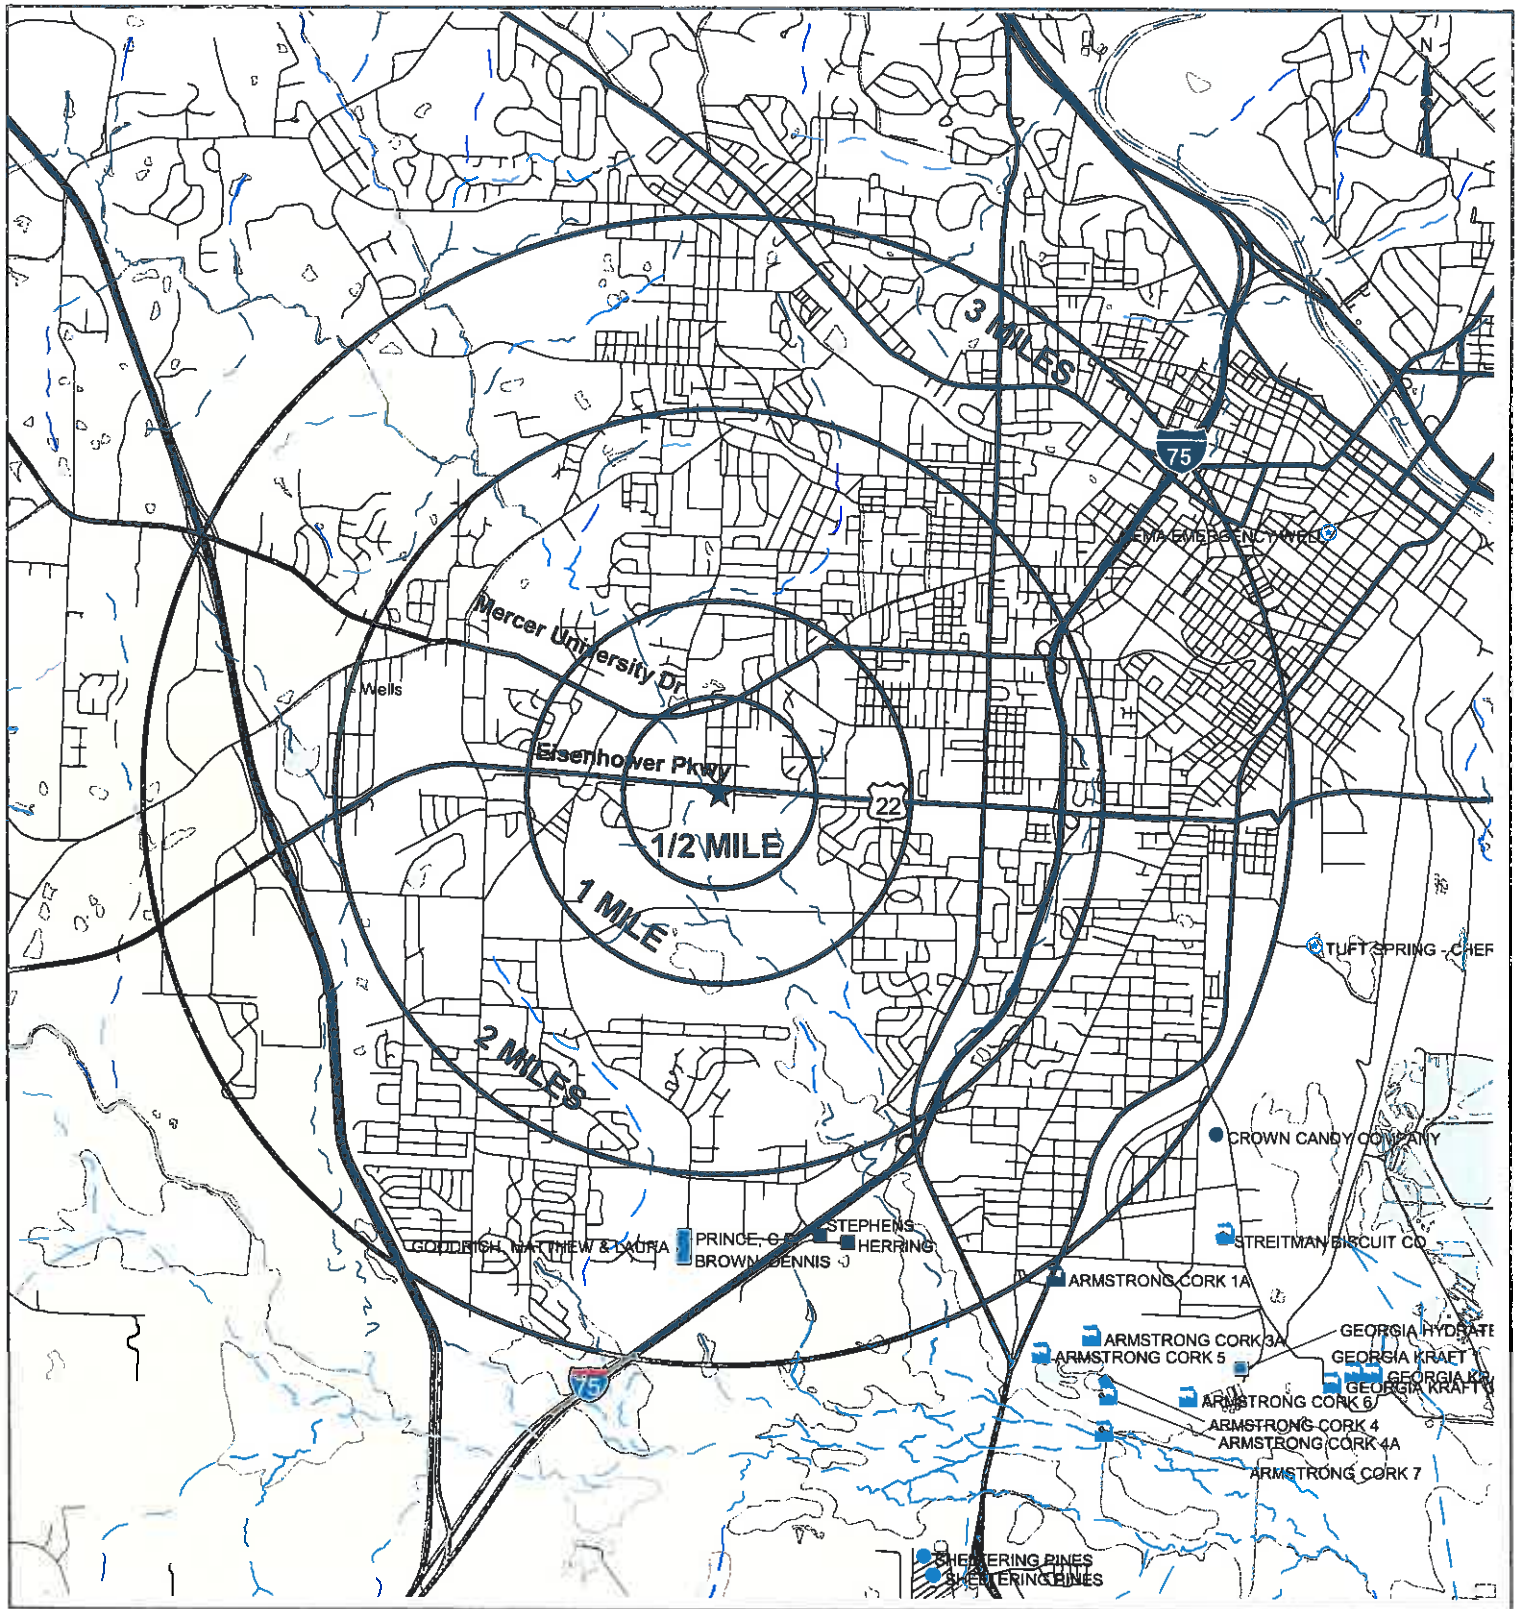 N
3 MILES
75
EMA EMERGENCY WELL
Mercer University Dr
Wells
Eisenhower Pkwy
22
1/2 MILE
1 MILE
TUFT SPRING - CHER
2 MILES
CROWN CANDY COMPANY
STEPHENS
GOODRICH, MATTHEW & LAURA
PRINCE, C
HERRING
STREITMAN BISCUIT CO
BROWN, DENNIS
ARMSTRONG CORK 1A
GEORGIA HYDRATE
ARMSTRONG CORK 3A
ARMSTRONG CORK 5
GEORGIA KRAFT
75
GEORGIA KR
GEORGIA KRAFT
ARMSTRONG CORK 6
ARMSTRONG CORK 4
ARMSTRONG CORK 4A
ARMSTRONG CORK 7
SHELTERING PINES
SHELTERING PINES